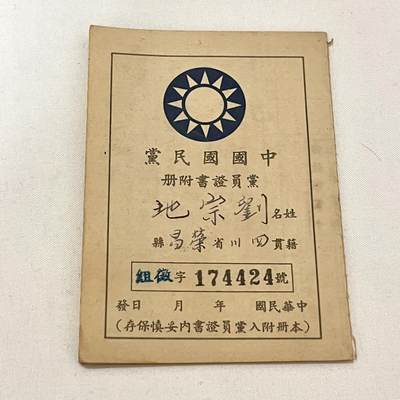 中國國民黨
黨員證書附册
姓名劉宗地
籍貫四川省榮昌縣
組徵字174424號
中華民國　年　月　日發
（本册附入黨員證書內妥慎保存）